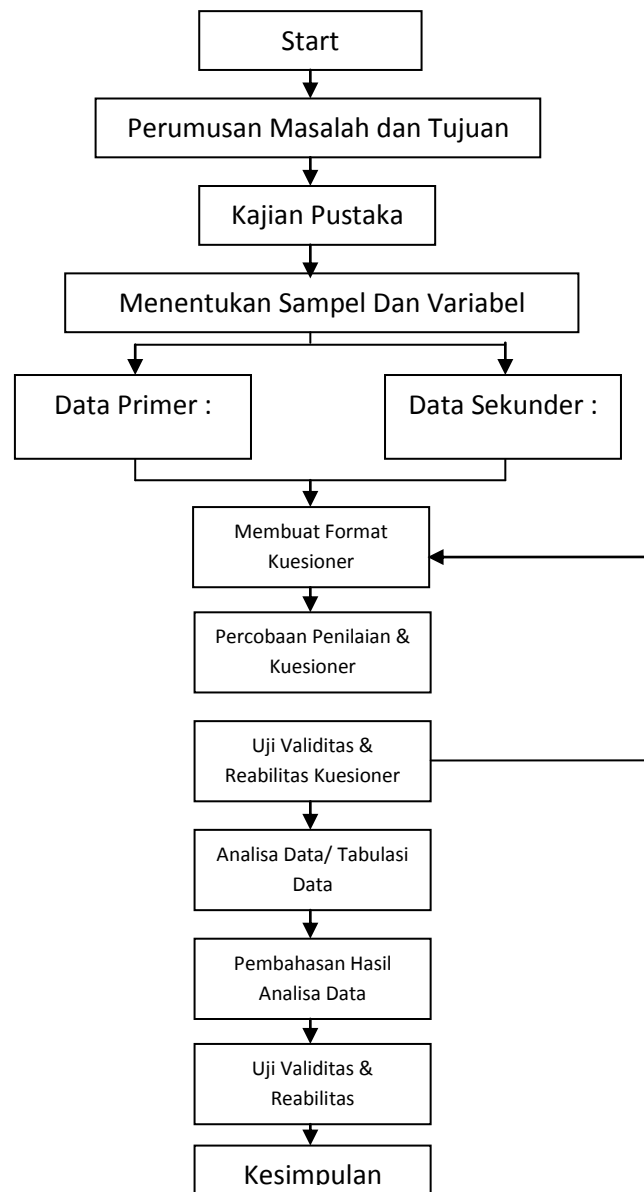 Start
Perumusan Masalah dan Tujuan
Kajian Pustaka
Menentukan Sampel Dan Variabel
Data Primer :
Data Sekunder :
Membuat Format
Kuesioner
Percobaan Penilaian &
Kuesioner
Uji Validitas &
Reabilitas Kuesioner
Analisa Data/ Tabulasi
Data
Pembahasan Hasil
Analisa Data
Uji Validitas &
Reabilitas
Kesimpulan